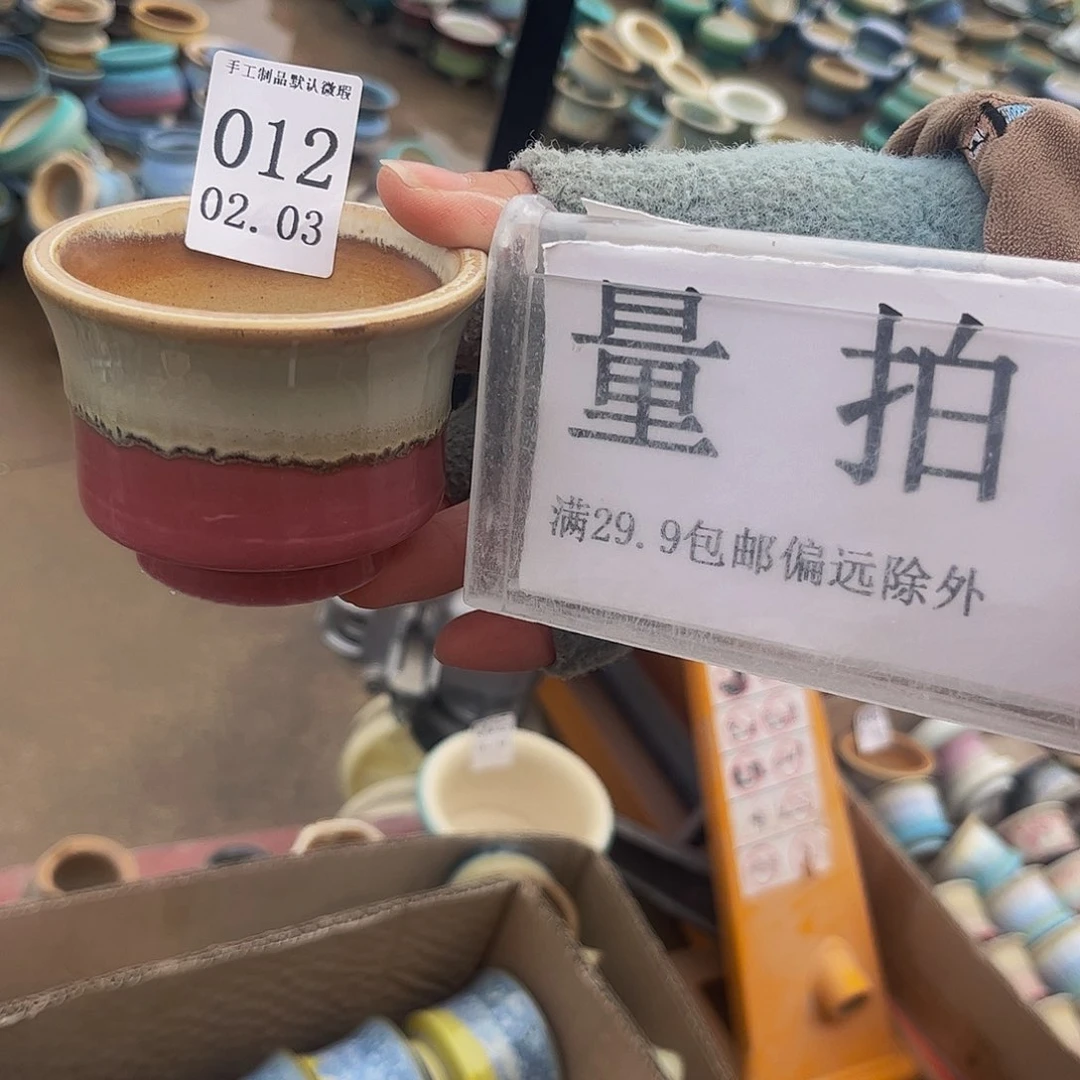 手工制品默认微瑕
012
02.03
量拍
满29.9包邮偏远除外